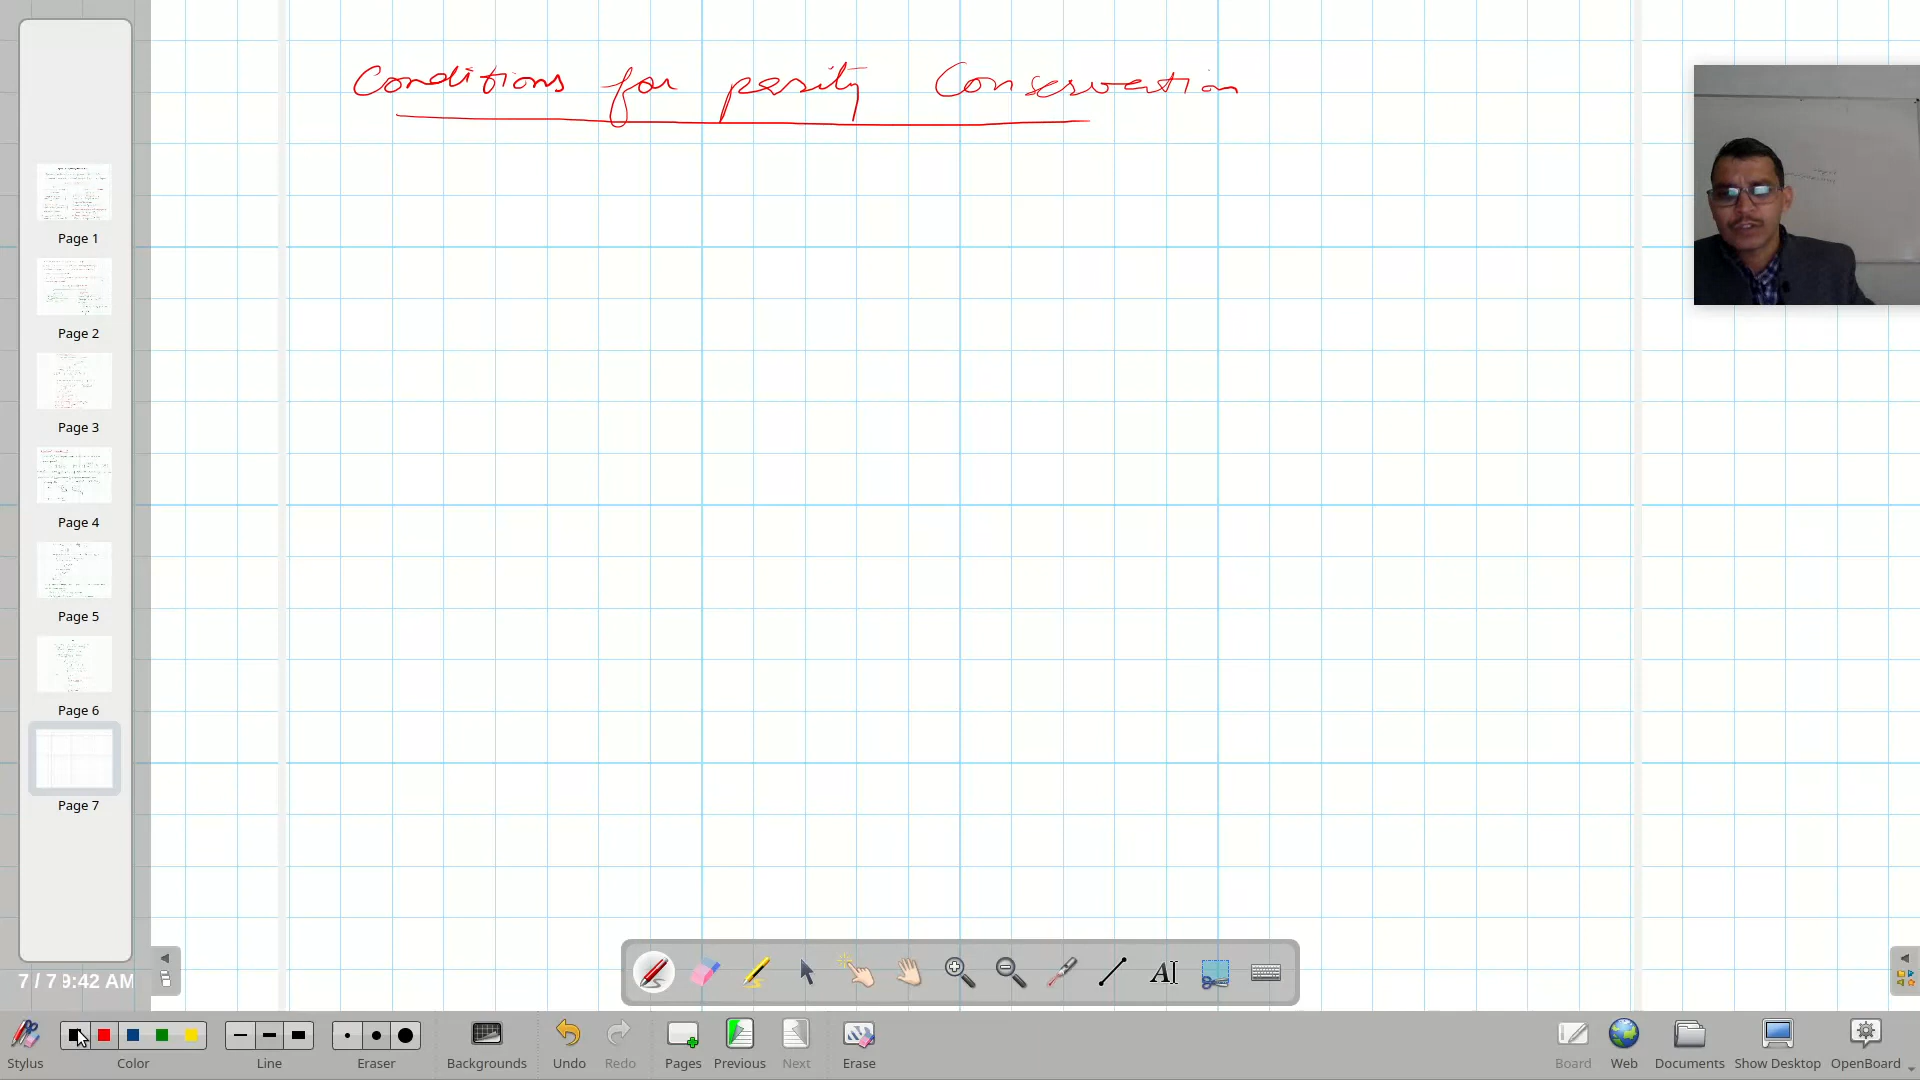 Conditions for parity Conservation
Page 1
Page 2
Page 3
Page 4
Page 5
Page 6
Page 7
7 / 7 9:42 AM
Stylus
Color
Line
Eraser
Backgrounds
Undo
Redo
Pages
Previous
Next
Erase
Board
Web
Documents
Show Desktop
OpenBoard